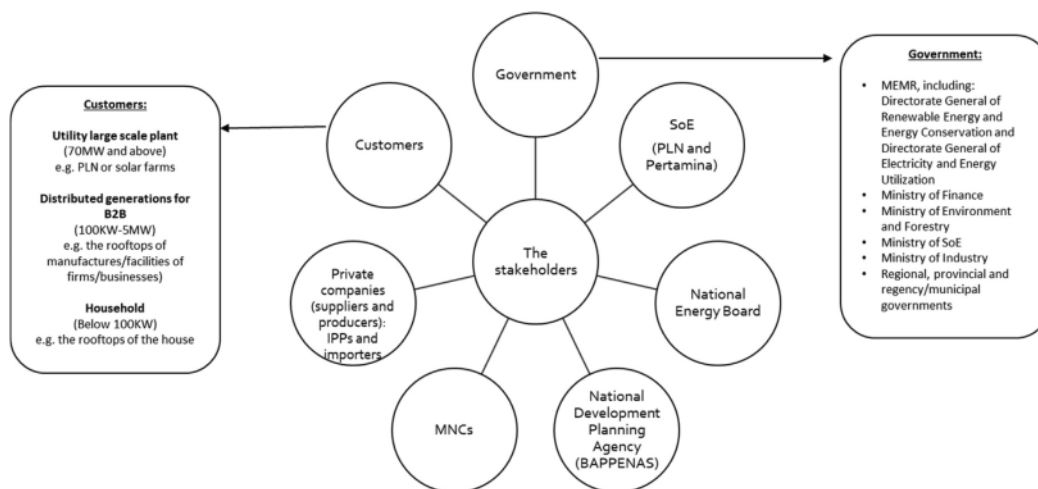 Government
Customers
SoE
(PLN and
Pertamina)
The
stakeholders
Private
companies
(suppliers and
producers):
IPPs and
importers
National
Energy Board
MNCs
National
Development
Planning
Agency
(BAPPENAS)
Customers:
Utility large scale plant
(70MW and above)
e.g. PLN or solar farms
Distributed generations for
B2B
(100KW-5MW)
e.g. the rooftops of
manufactures/facilities of
firms/businesses)
Household
(Below 100KW)
e.g. the rooftops of the house
Government:
• MEMR, including:
Directorate General of
Renewable Energy and
Energy Conservation and
Directorate General of
Electricity and Energy
Utilization
• Ministry of Finance
• Ministry of Environment
and Forestry
• Ministry of SoE
• Ministry of Industry
• Regional, provincial and
regency/municipal
governments